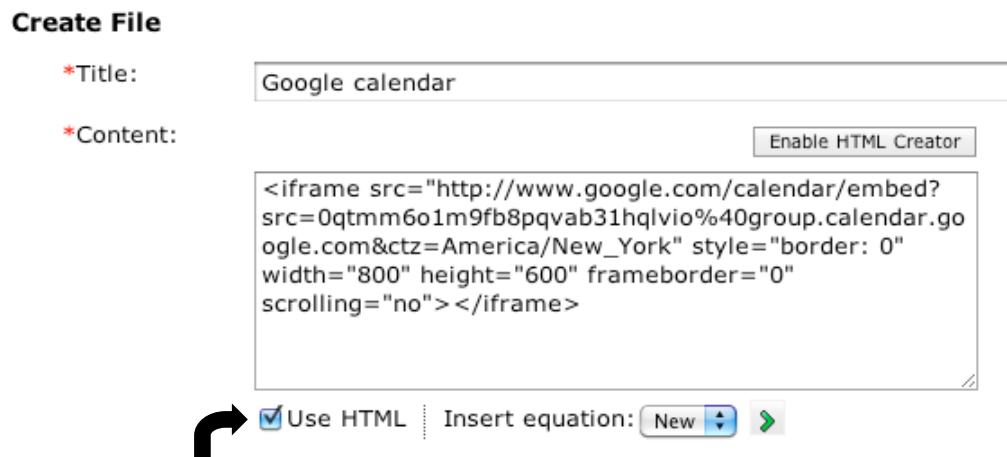 Create File
*Title:
Google calendar
*Content:
Enable HTML Creator
<iframe src="http://www.google.com/calendar/embed?
src=0qtmm6o1m9fb8pqvab31hqlvio%40group.calendar.go
ogle.com&ctz=America/New_York" style="border: 0"
width="800" height="600" frameborder="0"
scrolling="no"></iframe>
Use HTML Insert equation: New